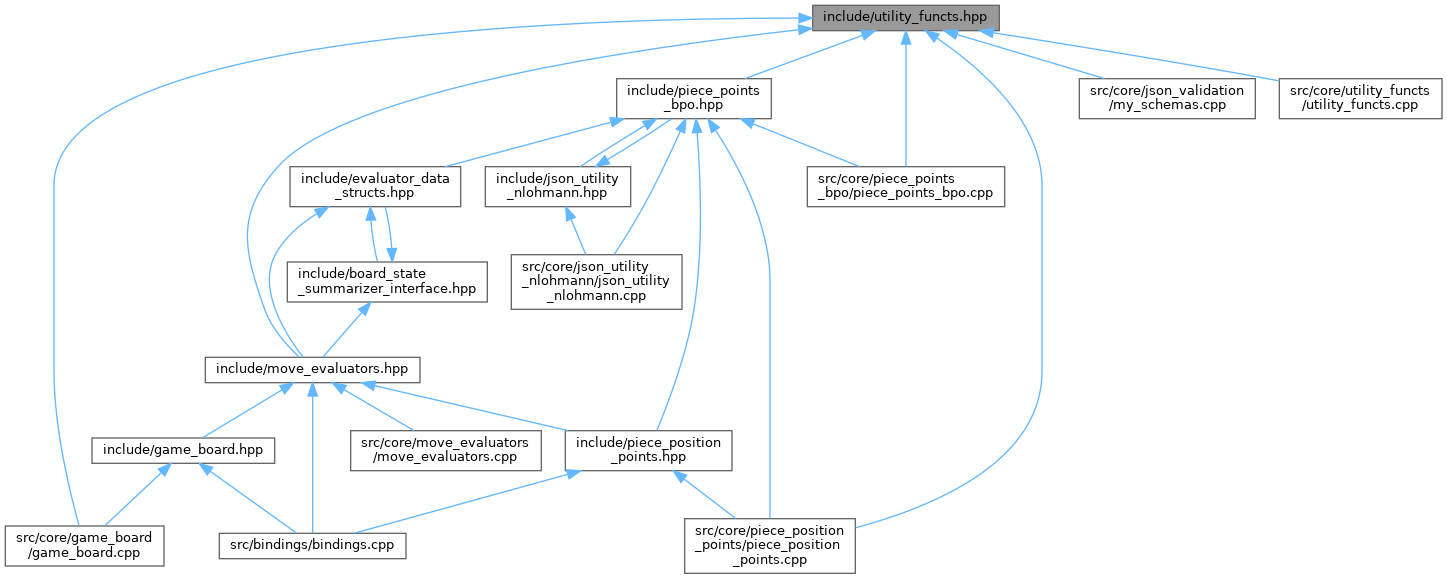 include/utility_functs.hpp
include/piece_points
_bpo.hpp
src/core/json_validation
/my_schemas.cpp
src/core/utility_functs
/utility_functs.cpp
include/evaluator_data
_structs.hpp
include/json_utility
_nlohmann.hpp
src/core/piece_points
_bpo/piece_points_bpo.cpp
include/board_state
_summarizer_interface.hpp
src/core/json_utility
_nlohmann/json_utility
_nlohmann.cpp
include/move_evaluators.hpp
include/game_board.hpp
src/core/move_evaluators
/move_evaluators.cpp
include/piece_position
_points.hpp
src/core/game_board
/game_board.cpp
src/bindings/bindings.cpp
src/core/piece_position
_points/piece_position
_points.cpp